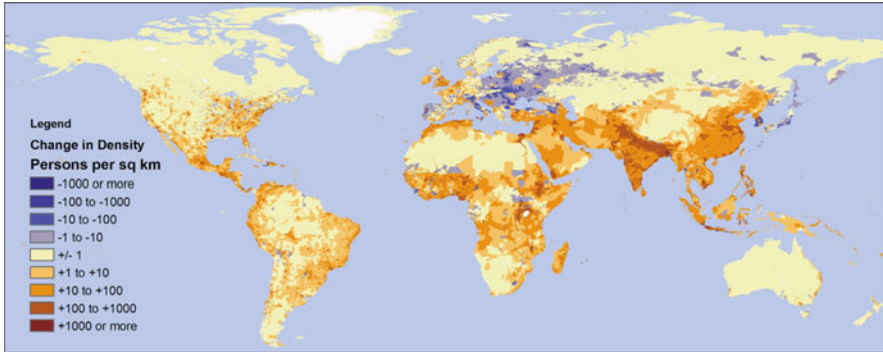 Legend
Change in Density
Persons per sq km
-1000 or more
-100 to -1000
-10 to -100
-1 to -10
+/- 1
+1 to +10
+10 to +100
+100 to +1000
+1000 or more